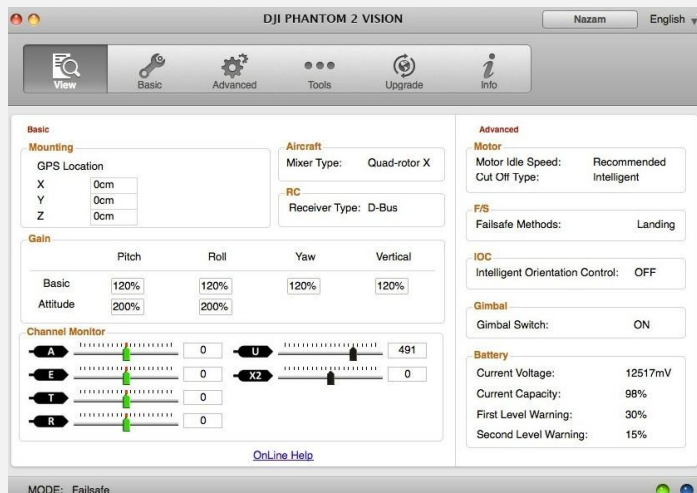 DJI PHANTOM 2 VISION
Nazam
English
View
Basic
Advanced
Tools
Upgrade
Info
Basic
Mounting
GPS Location
X 0cm
Y 0cm
Z 0cm
Aircraft
Mixer Type: Quad-rotor X
RC
Receiver Type: D-Bus
Gain
Pitch Roll Yaw Vertical
Basic 120% 120% 120% 120%
Attitude 200% 200%
Channel Monitor
A 0 U 491
E 0 X2 0
T 0
R 0
OnLine Help
Advanced
Motor
Motor Idle Speed: Recommended
Cut Off Type: Intelligent
F/S
Failsafe Methods: Landing
IOC
Intelligent Orientation Control: OFF
Gimbal
Gimbal Switch: ON
Battery
Current Voltage: 12517mV
Current Capacity: 98%
First Level Warning: 30%
Second Level Warning: 15%
MODE: Failsafe